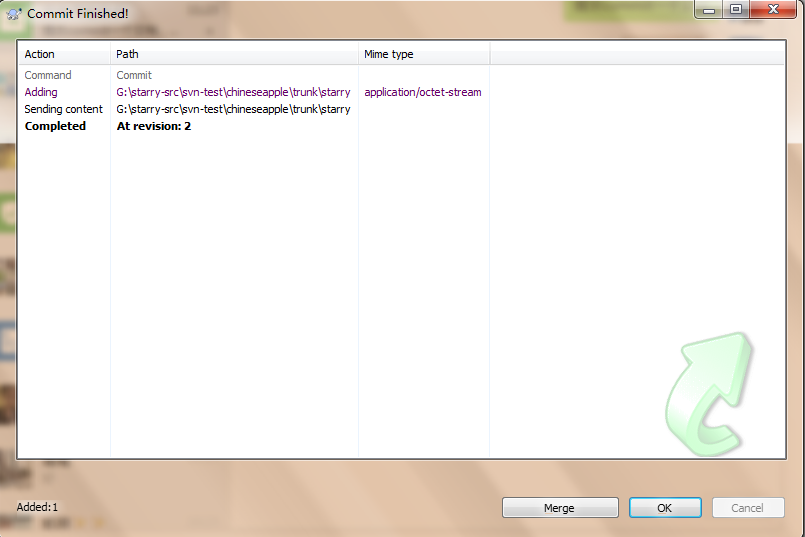 Commit Finished!
Action Path Mime type
Command Commit
Adding G:\starry-src\svn-test\chineseapple\trunk\starry application/octet-stream
Sending content G:\starry-src\svn-test\chineseapple\trunk\starry
Completed At revision: 2
Added:1
Merge OK Cancel